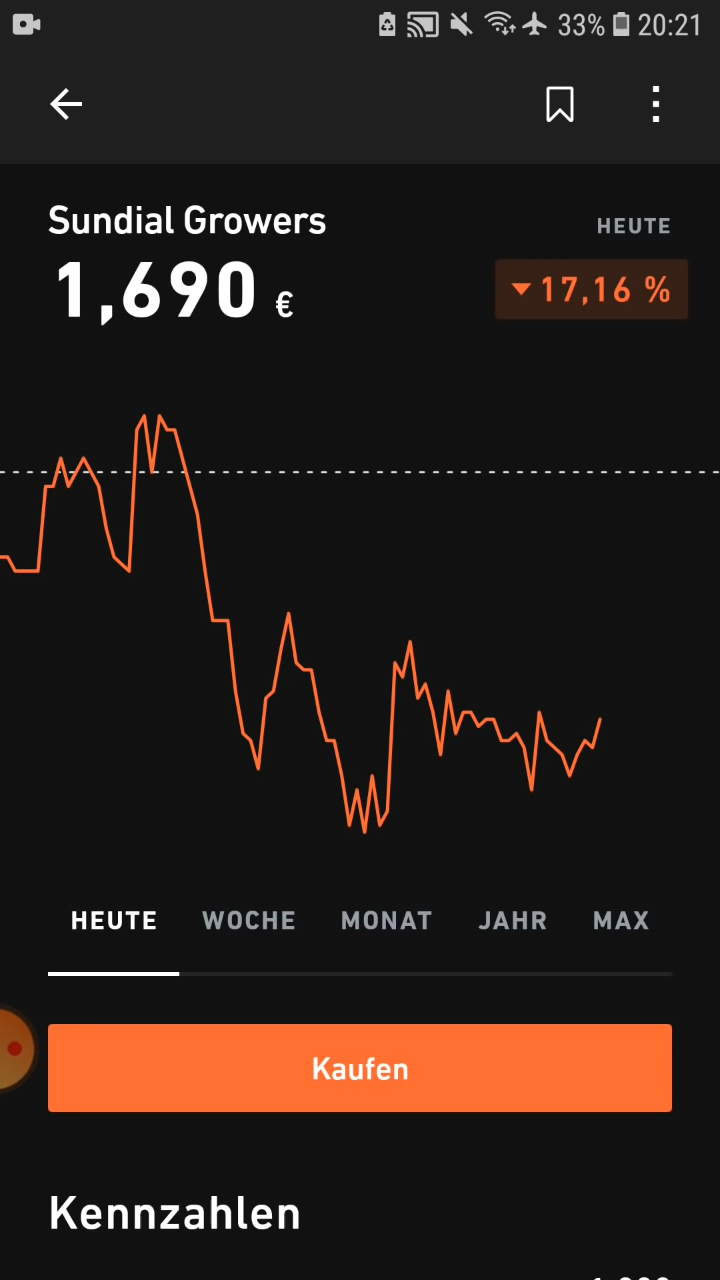 33% 20:21
Sundial Growers
HEUTE
1,690 €
17,16 %
HEUTE WOCHE MONAT JAHR MAX
Kaufen
Kennzahlen